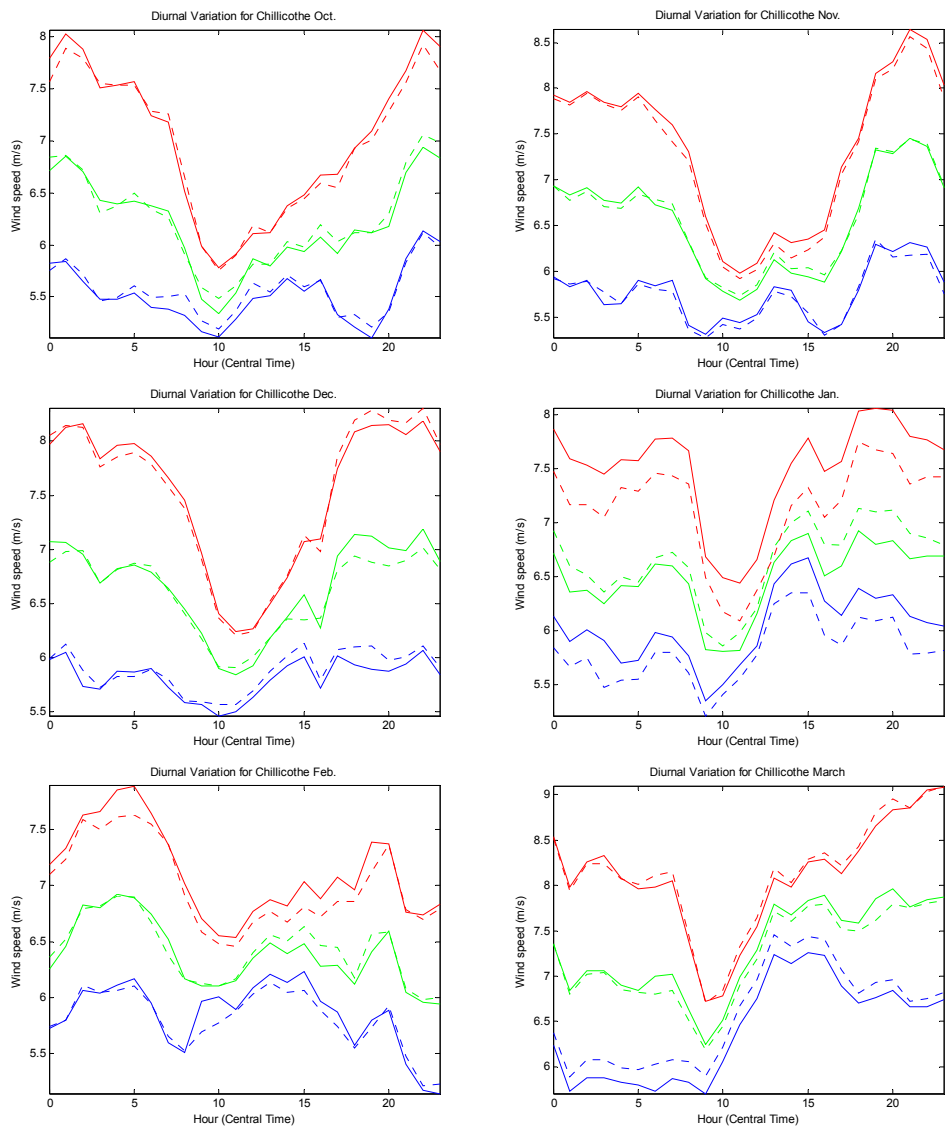 Diurnal Variation for Chillicothe Oct.
8
7.5
7
6.5
6
5.5
Wind speed (m/s)
0 5 10 15 20
Hour (Central Time)
Diurnal Variation for Chillicothe Nov.
8.5
8
7.5
7
6.5
6
5.5
Wind speed (m/s)
0 5 10 15 20
Hour (Central Time)
Diurnal Variation for Chillicothe Dec.
8
7.5
7
6.5
6
5.5
Wind speed (m/s)
0 5 10 15 20
Hour (Central Time)
Diurnal Variation for Chillicothe Jan.
8
7.5
7
6.5
6
5.5
Wind speed (m/s)
0 5 10 15 20
Hour (Central Time)
Diurnal Variation for Chillicothe Feb.
7.5
7
6.5
6
5.5
Wind speed (m/s)
0 5 10 15 20
Hour (Central Time)
Diurnal Variation for Chillicothe March
9
8.5
8
7.5
7
6.5
6
Wind speed (m/s)
0 5 10 15 20
Hour (Central Time)